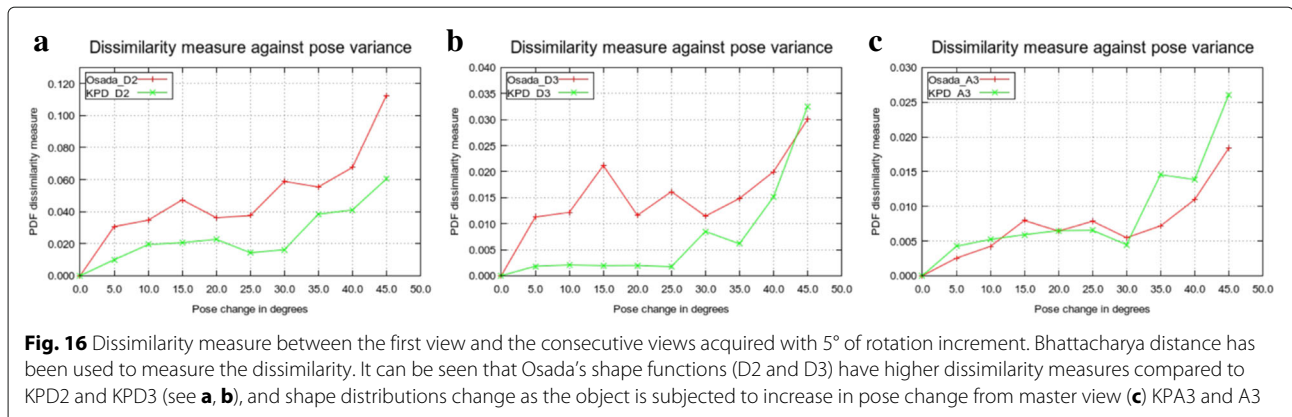 a
Dissimilarity measure against pose variance
Osada_D2
KPD_D2
0.120
0.100
0.080
0.060
0.040
0.020
0.000
PDF dissimilarity measure
0.0 5.0 10.0 15.0 20.0 25.0 30.0 35.0 40.0 45.0 50.0
Pose change in degrees
b
Dissimilarity measure against pose variance
Osada_D3
KPD_D3
0.040
0.035
0.030
0.025
0.020
0.015
0.010
0.005
0.000
PDF dissimilarity measure
0.0 5.0 10.0 15.0 20.0 25.0 30.0 35.0 40.0 45.0 50.0
Pose change in degrees
c
Dissimilarity measure against pose variance
Osada_A3
KPD_A3
0.030
0.025
0.020
0.015
0.010
0.005
0.000
PDF dissimilarity measure
0.0 5.0 10.0 15.0 20.0 25.0 30.0 35.0 40.0 45.0 50.0
Pose change in degrees
Fig. 16 Dissimilarity measure between the first view and the consecutive views acquired with 5° of rotation increment. Bhattacharya distance has
been used to measure the dissimilarity. It can be seen that Osada's shape functions (D2 and D3) have higher dissimilarity measures compared to
KPD2 and KPD3 (see a, b), and shape distributions change as the object is subjected to increase in pose change from master view (c) KPA3 and A3